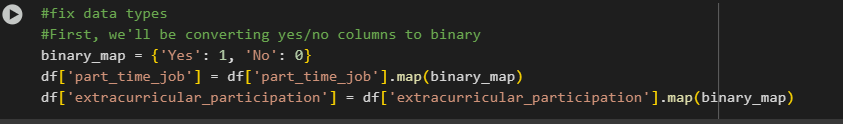 #fix data types
#First, we'll be converting yes/no columns to binary
binary_map = {'Yes': 1, 'No': 0}
df['part_time_job'] = df['part_time_job'].map(binary_map)
df['extracurricular_participation'] = df['extracurricular_participation'].map(binary_map)